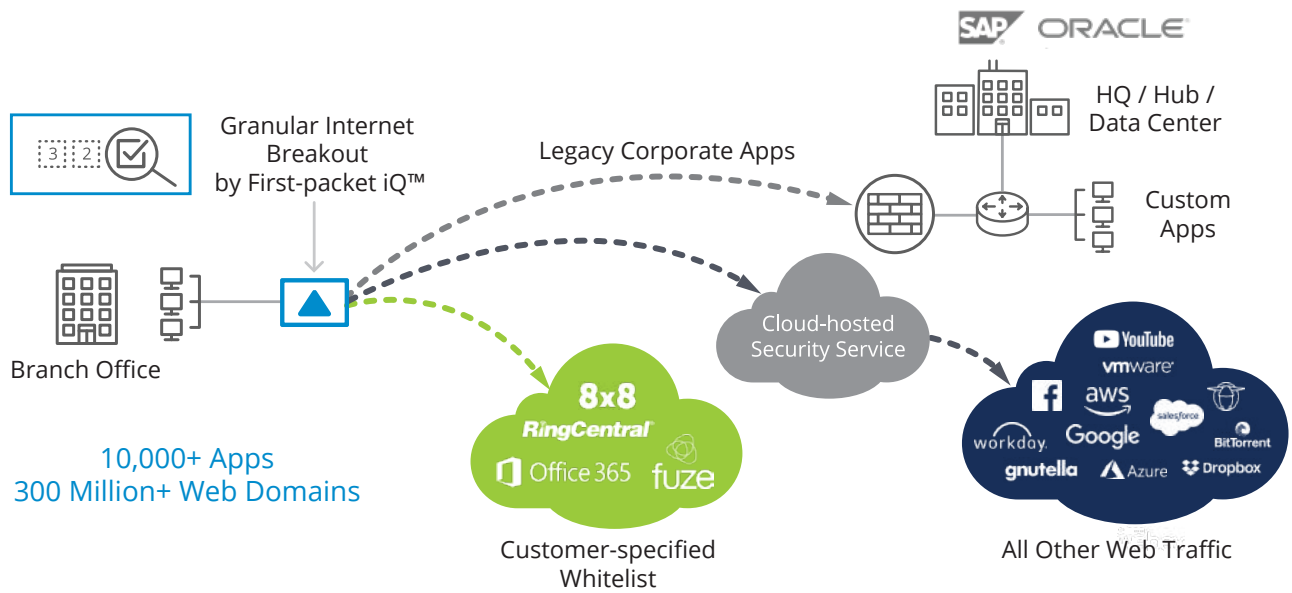 SAP ORACLE
HQ / Hub /
Data Center
3 2
Granular Internet
Breakout
by First-packet iQ™
Legacy Corporate Apps
Custom
Apps
Branch Office
Cloud-hosted
Security Service
10,000+ Apps
300 Million+ Web Domains
8x8
RingCentral
Office 365
fuze
Customer-specified
Whitelist
YouTube
vmware
aws
salesforce
workday.
Google
BitTorrent
gnutella
Azure
Dropbox
All Other Web Traffic